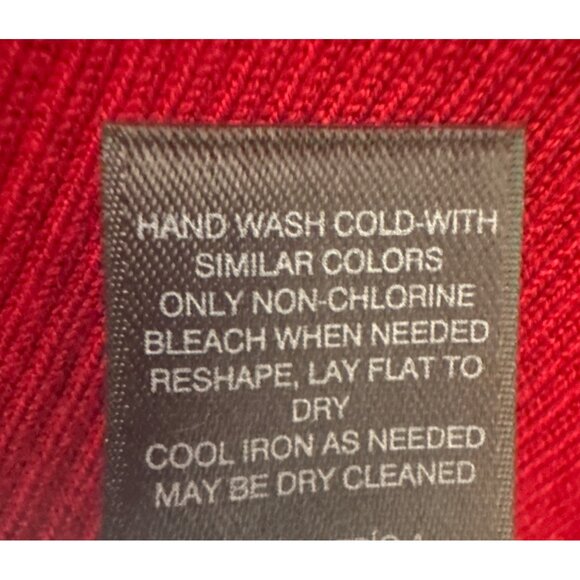 HAND WASH COLD-WITH
SIMILAR COLORS
ONLY NON-CHLORINE
BLEACH WHEN NEEDED
RESHAPE, LAY FLAT TO
DRY
COOL IRON AS NEEDED
MAY BE DRY CLEANED